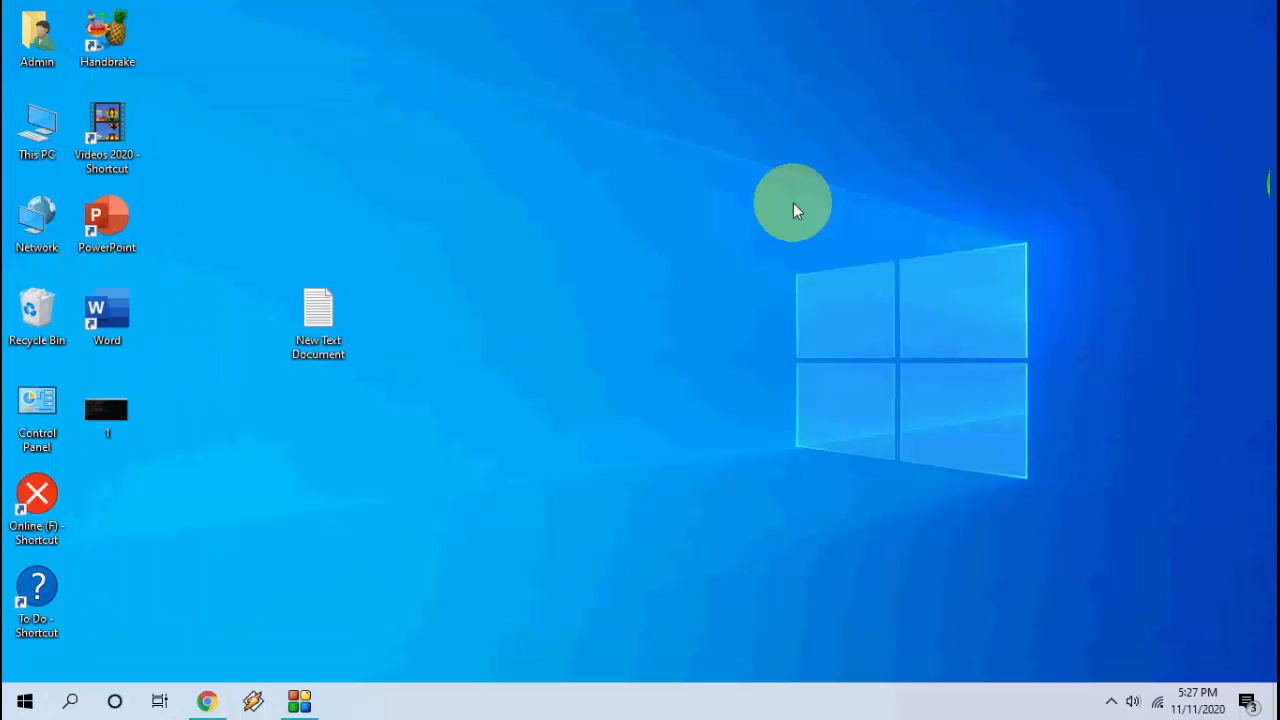 Admin
Handbrake
This PC
Videos 2020 -
Shortcut
Network
PowerPoint
P
Recycle Bin
W
Word
New Text
Document
Control
Panel
1
Online (F) -
Shortcut
?
To Do -
Shortcut
5:27 PM
11/11/2020
3